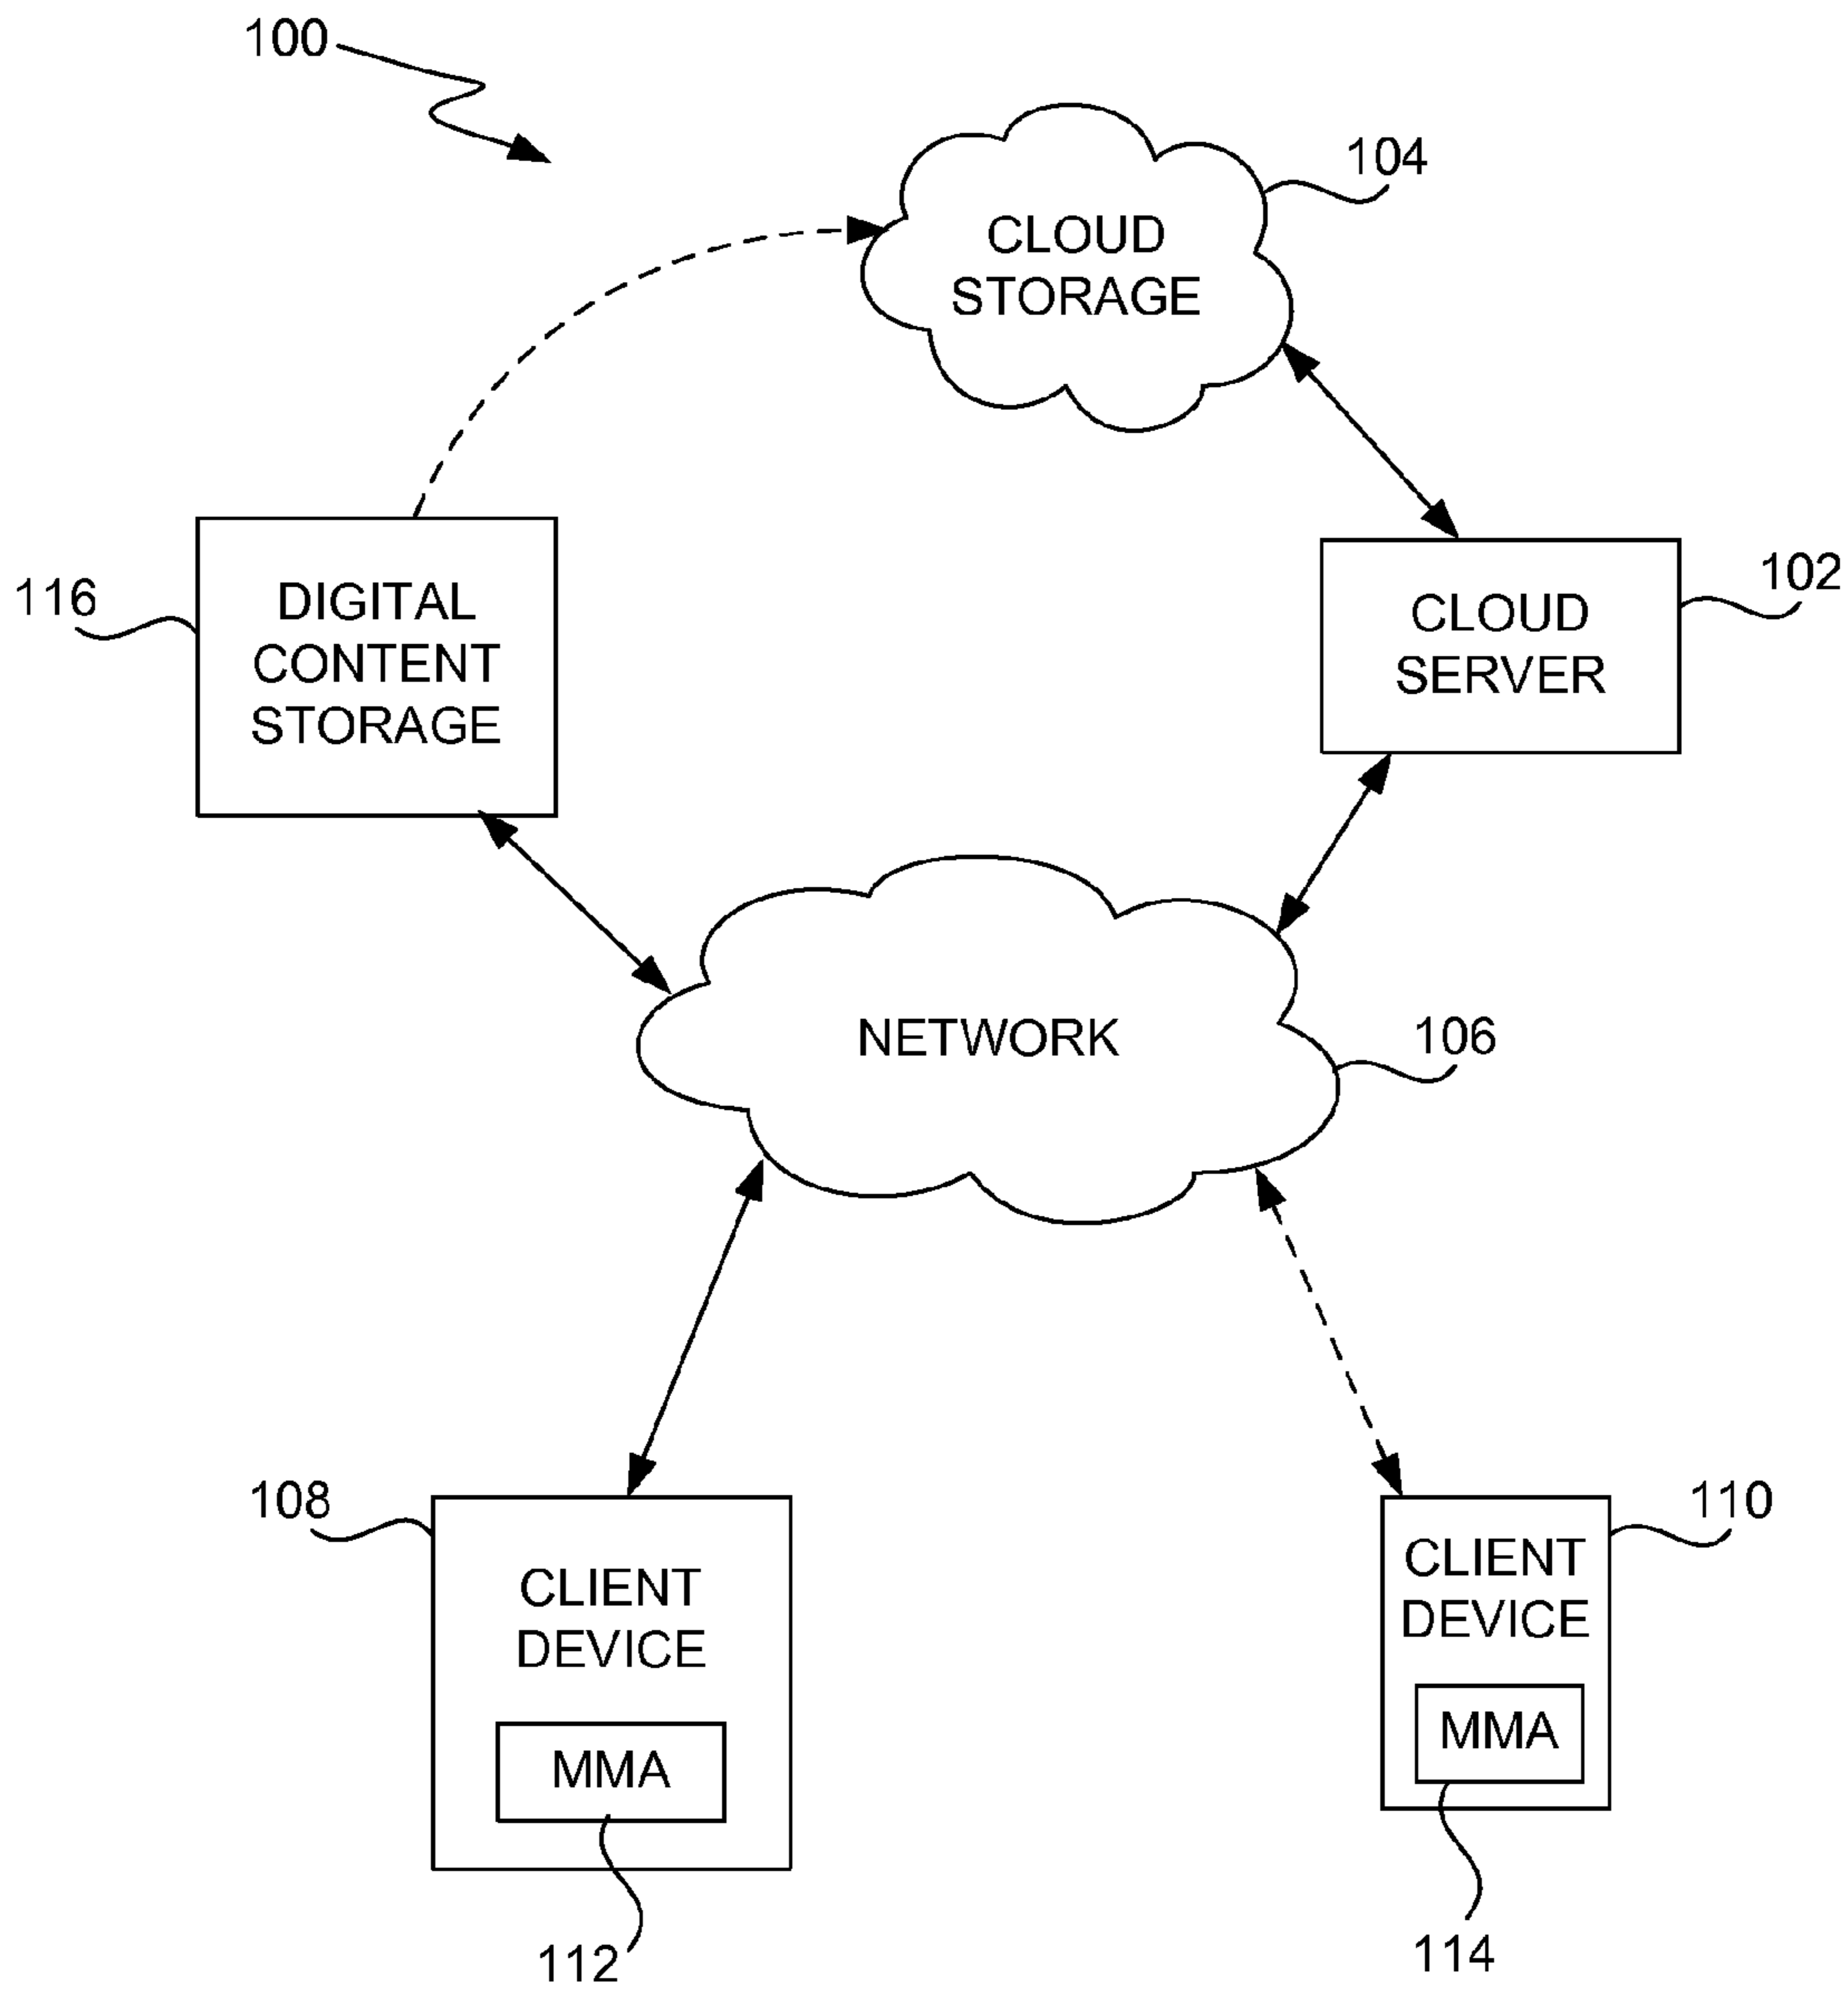 100
104
CLOUD
STORAGE
116
DIGITAL
CONTENT
STORAGE
102
CLOUD
SERVER
NETWORK
106
108
CLIENT
DEVICE
MMA
112
110
CLIENT
DEVICE
MMA
114